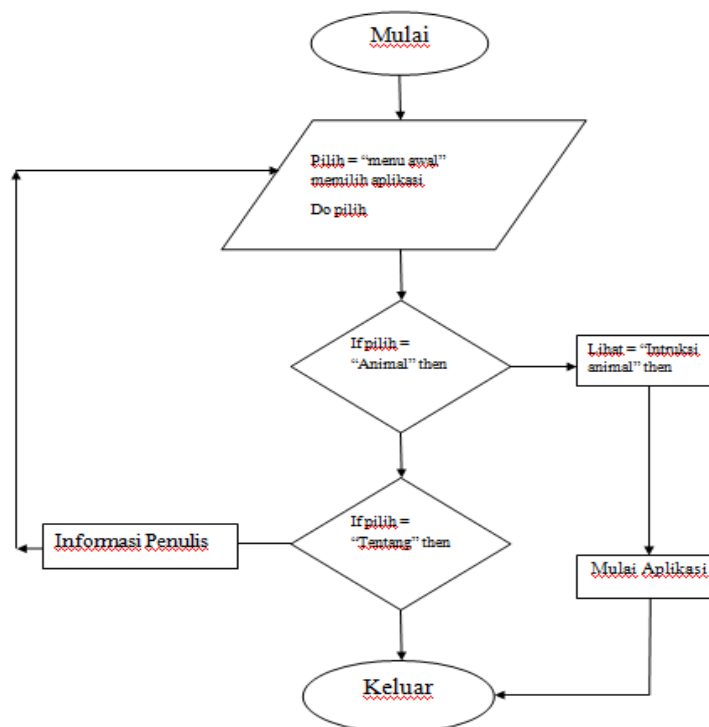 Mulai
Pilih = “menu awal”
memilih aplikasi
Do pilih
If pilih =
“Animal” then
Lihat = “Intruksi
animal” then
If pilih =
“Tentang” then
Informasi Penulis
Mulai Aplikasi
Keluar